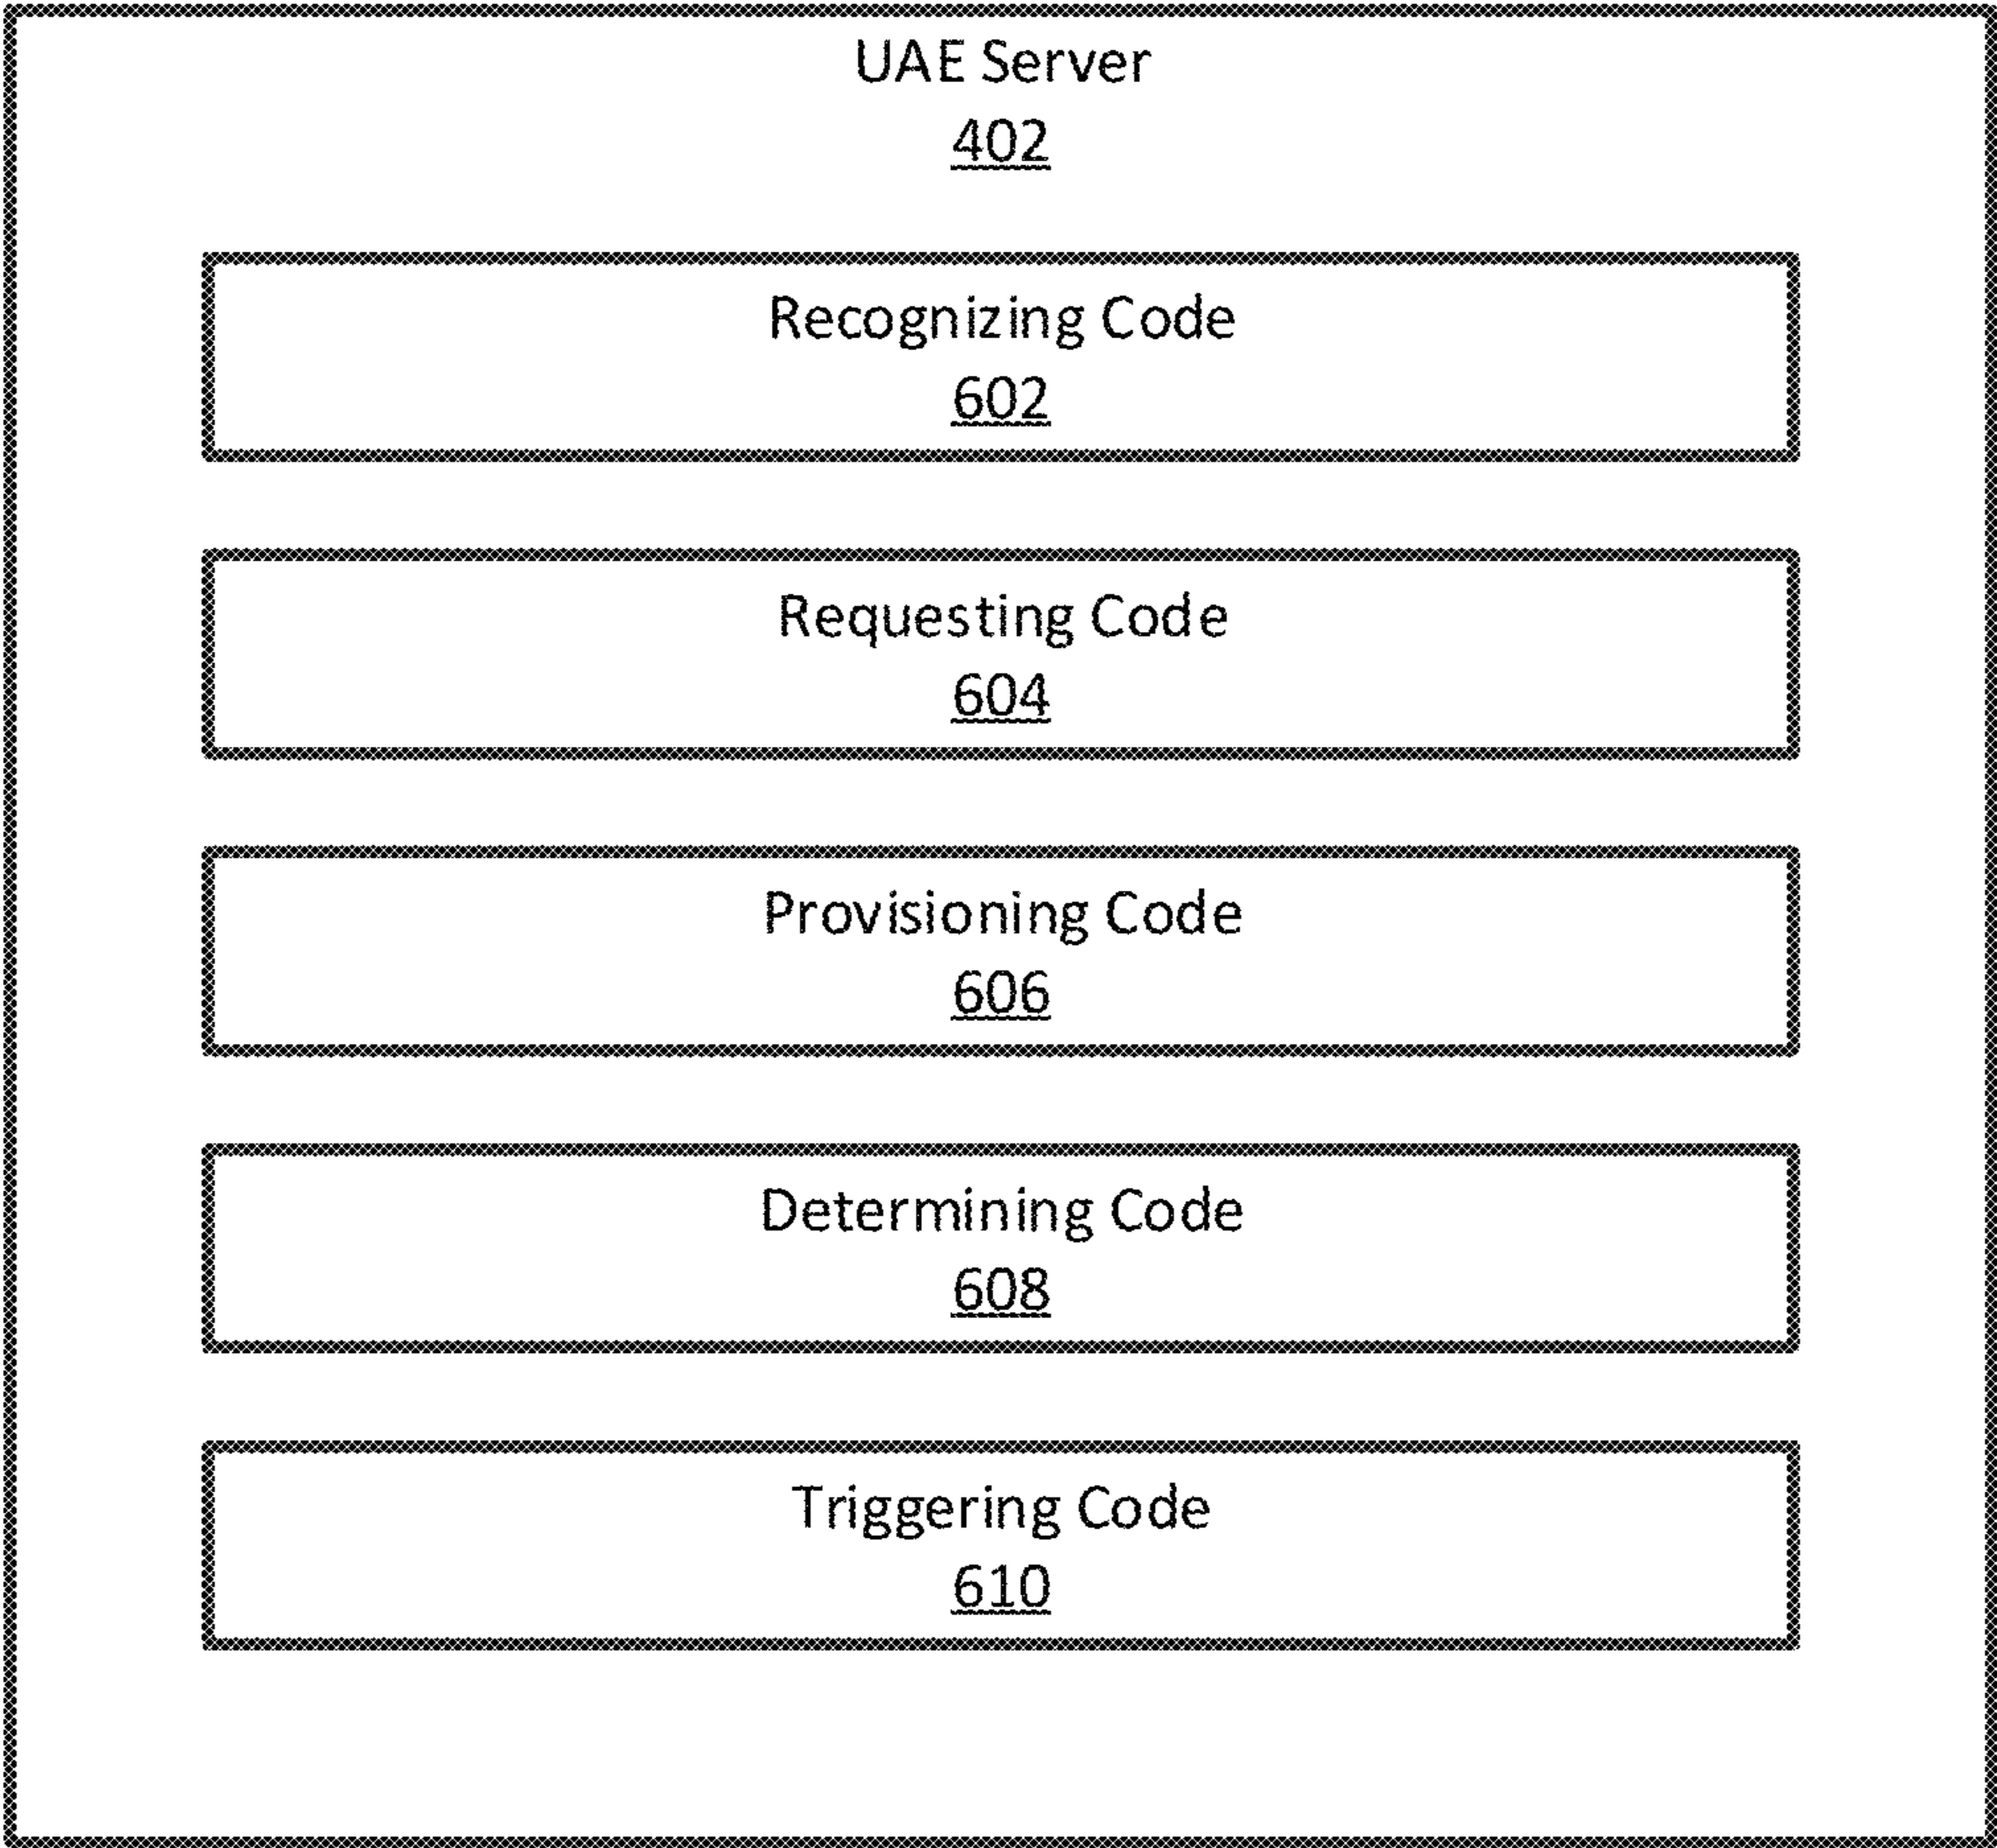 UAE Server
402
Recognizing Code
602
Requesting Code
604
Provisioning Code
606
Determining Code
608
Triggering Code
610